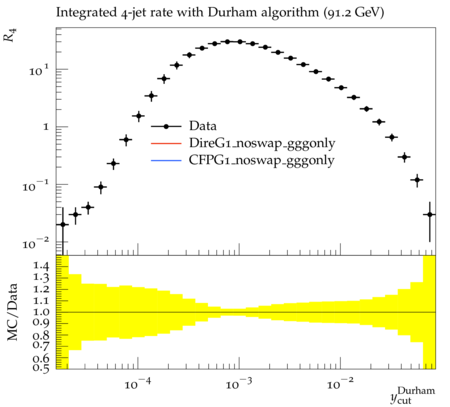 Integrated 4-jet rate with Durham algorithm (91.2 GeV)
R4
10^1
1
10^−1
10^−2
Data
DireG1_noswap_gggonly
CFPG1_noswap_gggonly
MC/Data
1.4
1.3
1.2
1.1
1.0
0.9
0.8
0.7
0.6
0.5
10^−4
10^−3
10^−2
y_cut^Durham